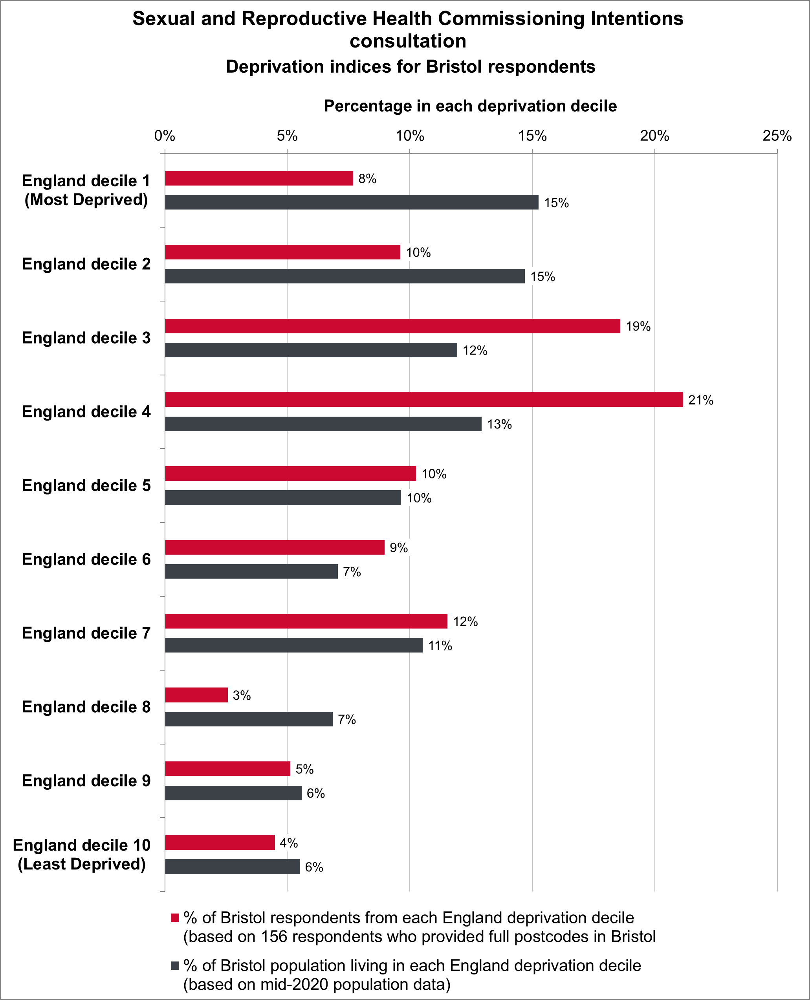 Sexual and Reproductive Health Commissioning Intentions
consultation
Deprivation indices for Bristol respondents
Percentage in each deprivation decile
0% 5% 10% 15% 20% 25%
England decile 1
(Most Deprived)
8%
15%
England decile 2
10%
15%
England decile 3
19%
12%
England decile 4
21%
13%
England decile 5
10%
10%
England decile 6
9%
7%
England decile 7
12%
11%
England decile 8
3%
7%
England decile 9
5%
6%
England decile 10
(Least Deprived)
4%
6%
% of Bristol respondents from each England deprivation decile
(based on 156 respondents who provided full postcodes in Bristol
% of Bristol population living in each England deprivation decile
(based on mid-2020 population data)